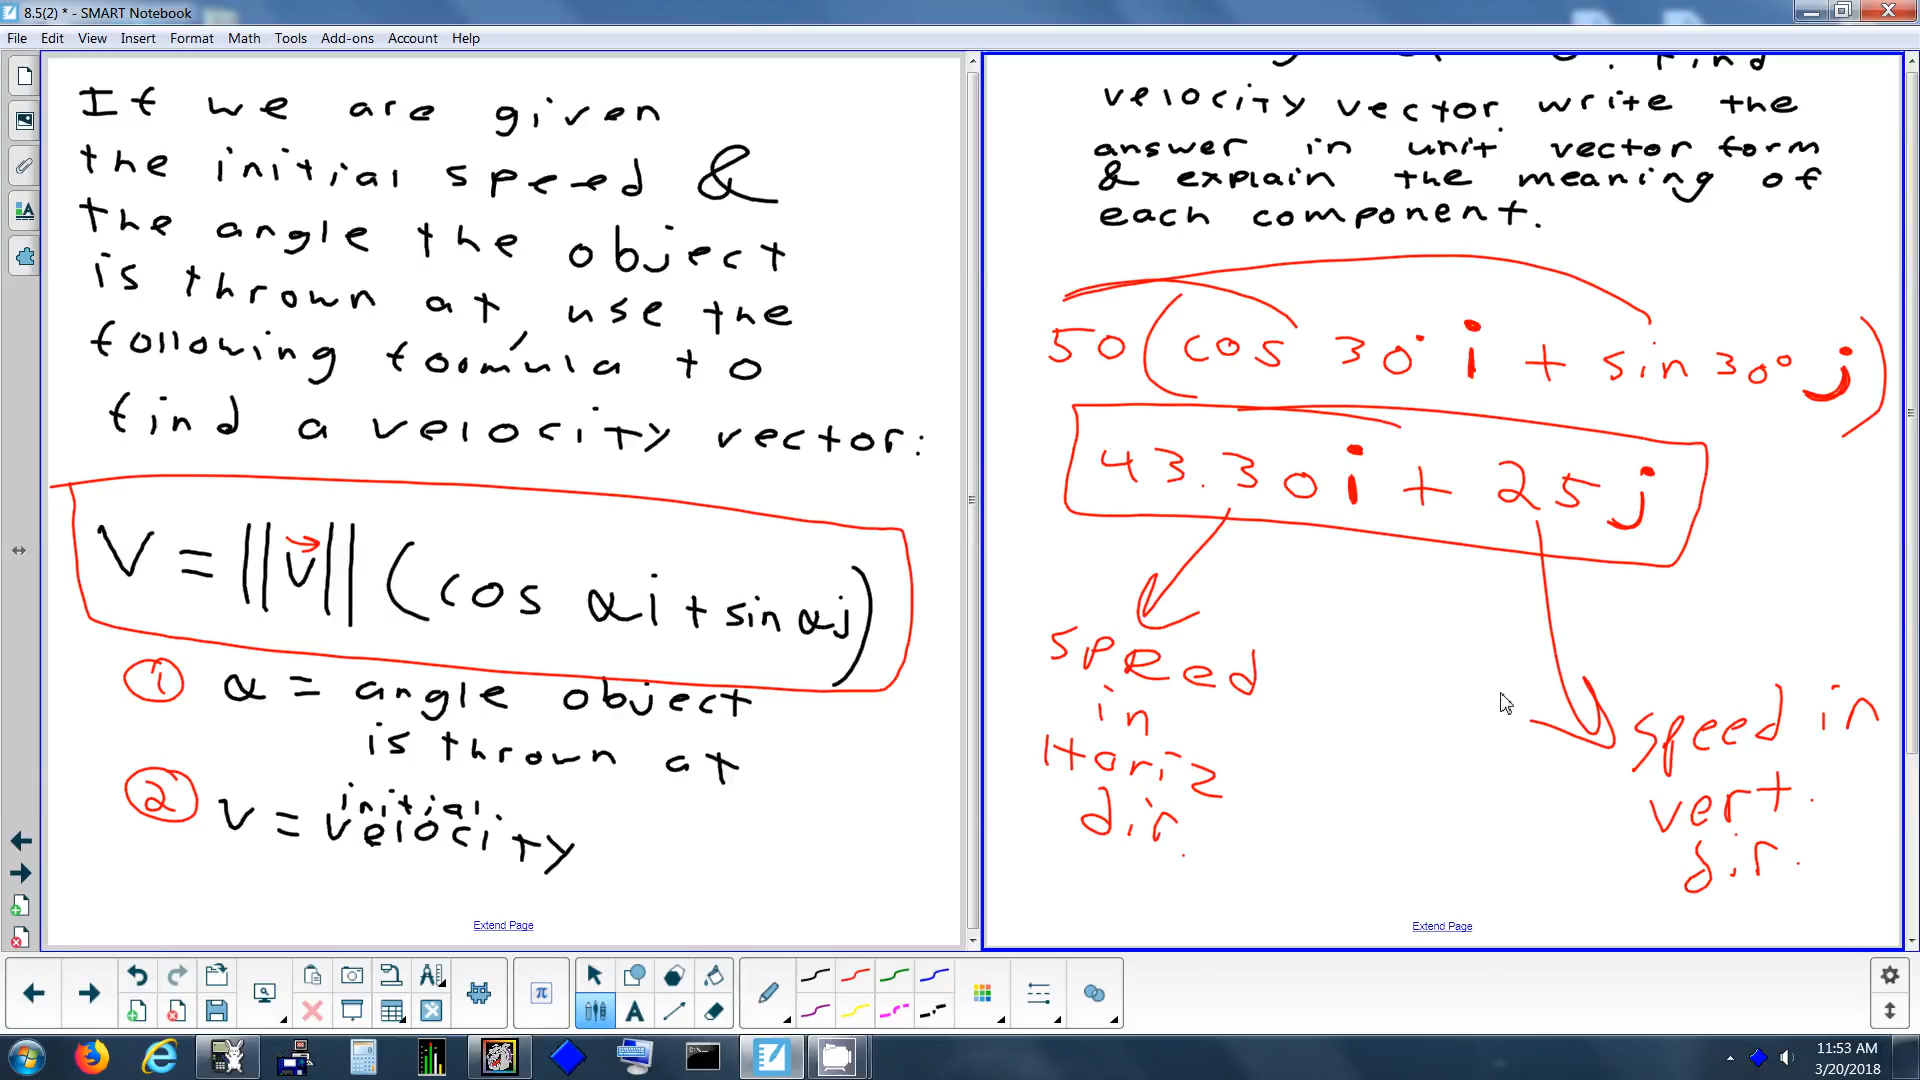 8.5(2) * - SMART Notebook
File Edit View Insert Format Math Tools Add-ons Account Help
If we are given
the initial speed &
the angle the object
is thrown at, use the
following formula to
find a velocity vector:
V = ||v⃗|| (cos αi + sin αj)
① α = angle object
is thrown at
② V = initial
velocity
Extend Page
Find
velocity vector. write the
answer in unit vector form
& explain the meaning of
each component.
50 (cos 30° i + sin 30° j)
43.30i + 25j
speed
in
Horiz
dir.
speed in
vert.
dir.
Extend Page
11:53 AM
3/20/2018